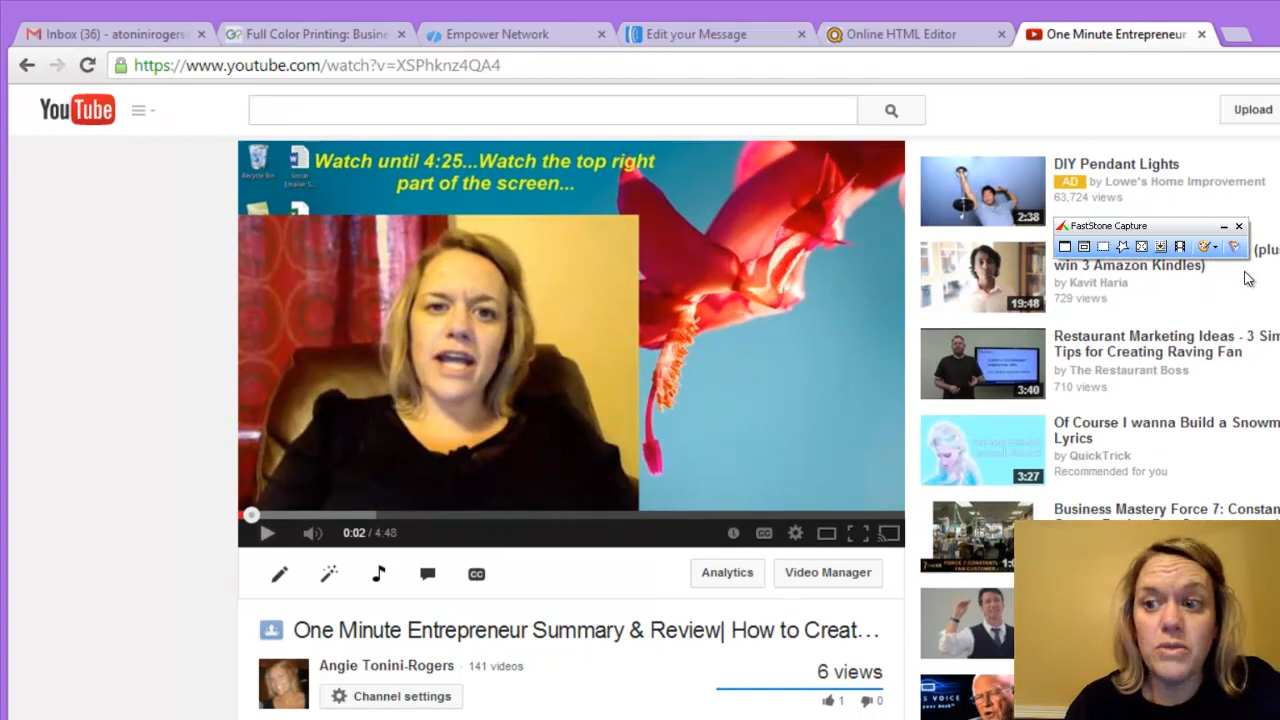 Inbox (36) - atoninirogers
Full Color Printing: Busine
Empower Network
Edit your Message
Online HTML Editor
One Minute Entrepreneur
https://www.youtube.com/watch?v=XSPhknz4QA4
YouTube
Upload
Recycle Bin
Watch until 4:25...Watch the top right
part of the screen...
0:02 / 4:48
Analytics
Video Manager
One Minute Entrepreneur Summary & Review| How to Creat...
Angie Tonini-Rogers · 141 videos
Channel settings
6 views
1
0
2:38
DIY Pendant Lights
AD by Lowe's Home Improvement
63,724 views
FastStone Capture
(plu
win 3 Amazon Kindles)
by Kavit Haria
729 views
19:48
Restaurant Marketing Ideas - 3 Sim
Tips for Creating Raving Fan
by The Restaurant Boss
710 views
3:40
Of Course I wanna Build a Snowm
Lyrics
by QuickTrick
Recommended for you
3:27
Business Mastery Force 7: Constan